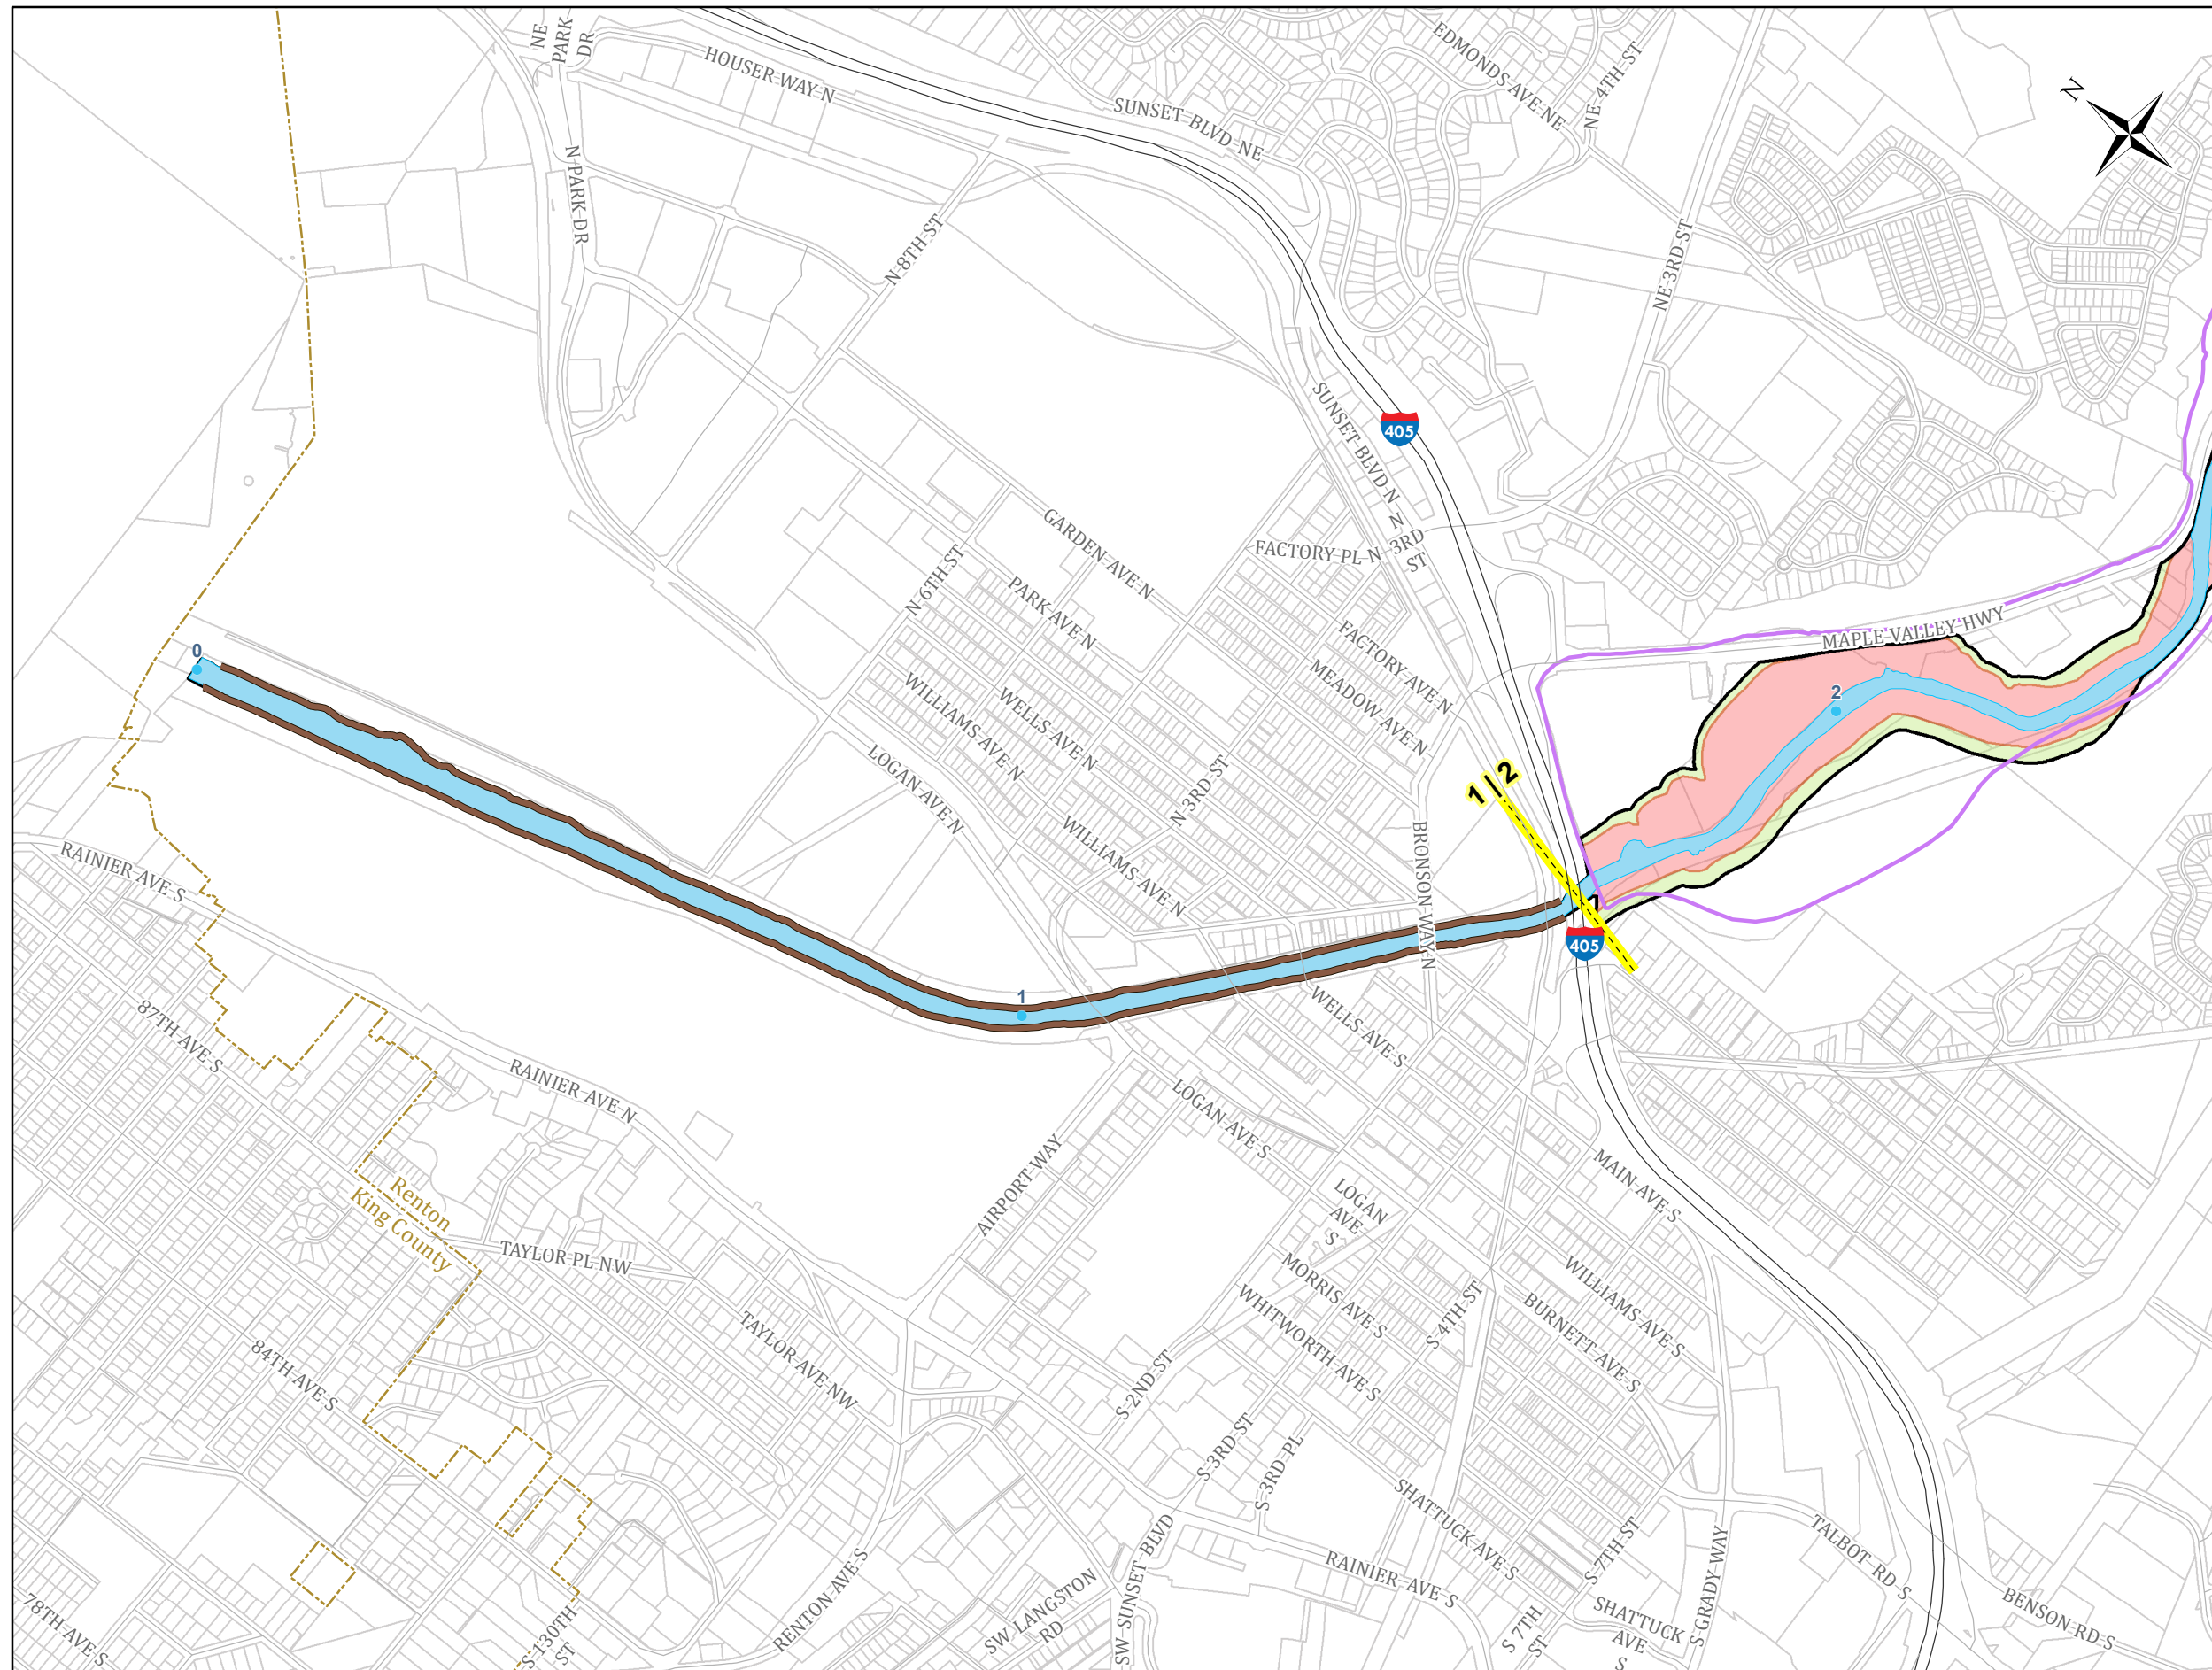 NE
PARK
DR
HOUSER WAY N
SUNSET BLVD NE
EDMONDS AVE NE
NE 4TH ST
N
N PARK DR
N 8TH ST
NE 3RD ST
405
SUNSET BLVD N
GARDEN AVE N
N
3RD
ST
FACTORY PL N
N 6TH ST
PARK AVE N
MAPLE VALLEY HWY
FACTORY AVE N
MEADOW AVE N
0
WILLIAMS AVE N
WELLS AVE N
2
LOGAN AVE N
N 3RD ST
1
2
WILLIAMS AVE N
BRONSON WAY N
RAINIER AVE S
1
405
1
87TH AVE S
WELLS AVE S
RAINIER AVE N
LOGAN AVE S
AIRPORT WAY
MAIN AVE S
Renton
King County
LOGAN
AVE
S
TAYLOR PL NW
MORRIS AVE S
WILLIAMS AVE S
WHITWORTH AVE S
S 4TH ST
BURNETT AVE S
84TH AVE S
TAYLOR AVE NW
S 2ND ST
S 3RD ST
S 3RD PL
SHATTUCK AVE S
TALBOT RD S
S 7TH ST
RAINIER AVE S
S GRADY WAY
78TH AVE S
S 130TH
ST
RENTON AVE S
SW LANGSTON
RD
SW SUNSET BLVD
S 7TH
ST
SHATTUCK
AVE
S
BENSON RD S